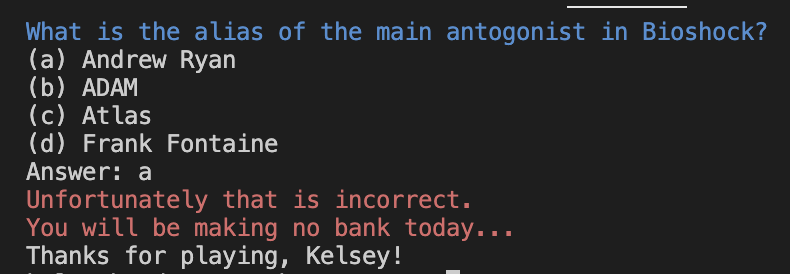 What is the alias of the main antogonist in Bioshock?
(a) Andrew Ryan
(b) ADAM
(c) Atlas
(d) Frank Fontaine
Answer: a
Unfortunately that is incorrect.
You will be making no bank today...
Thanks for playing, Kelsey!